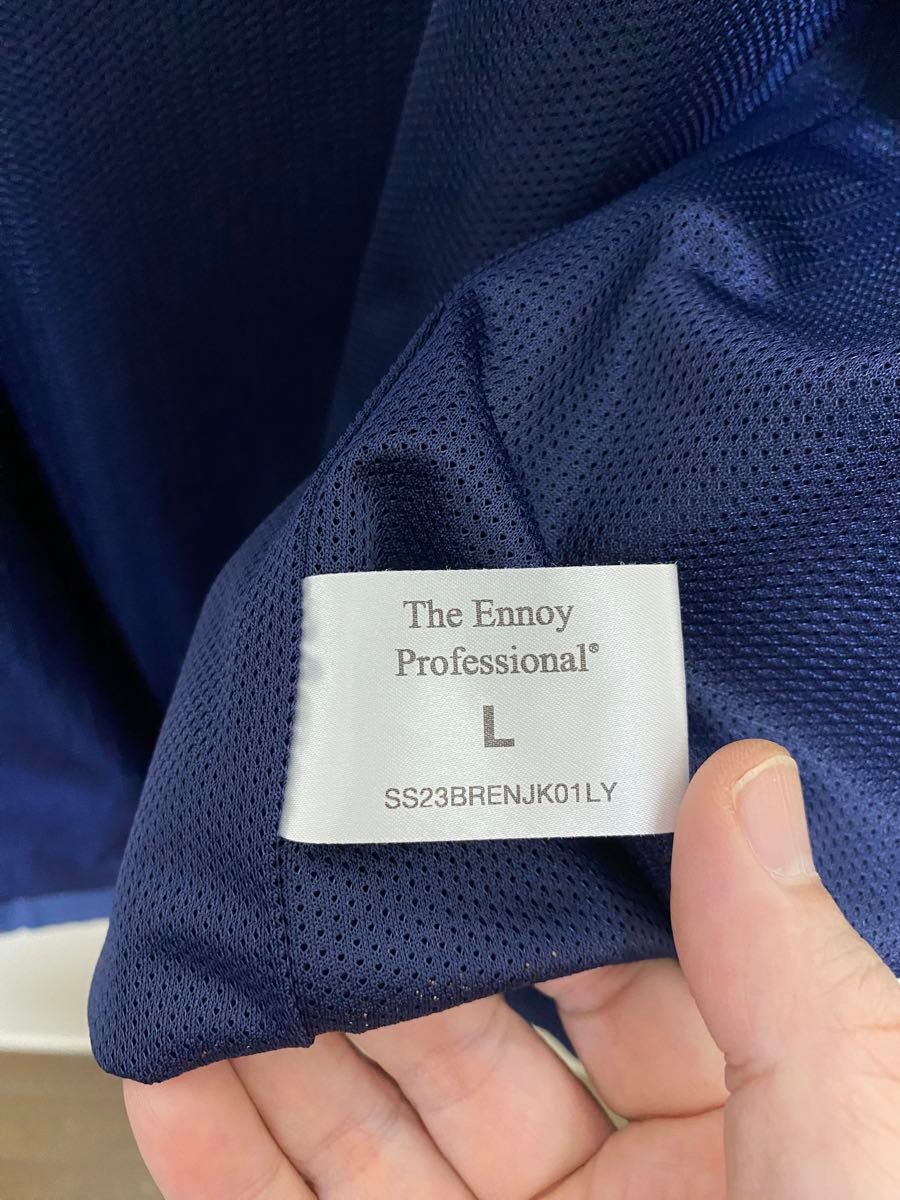 The Ennoy
Professional®
L
SS23BRENJK01LY